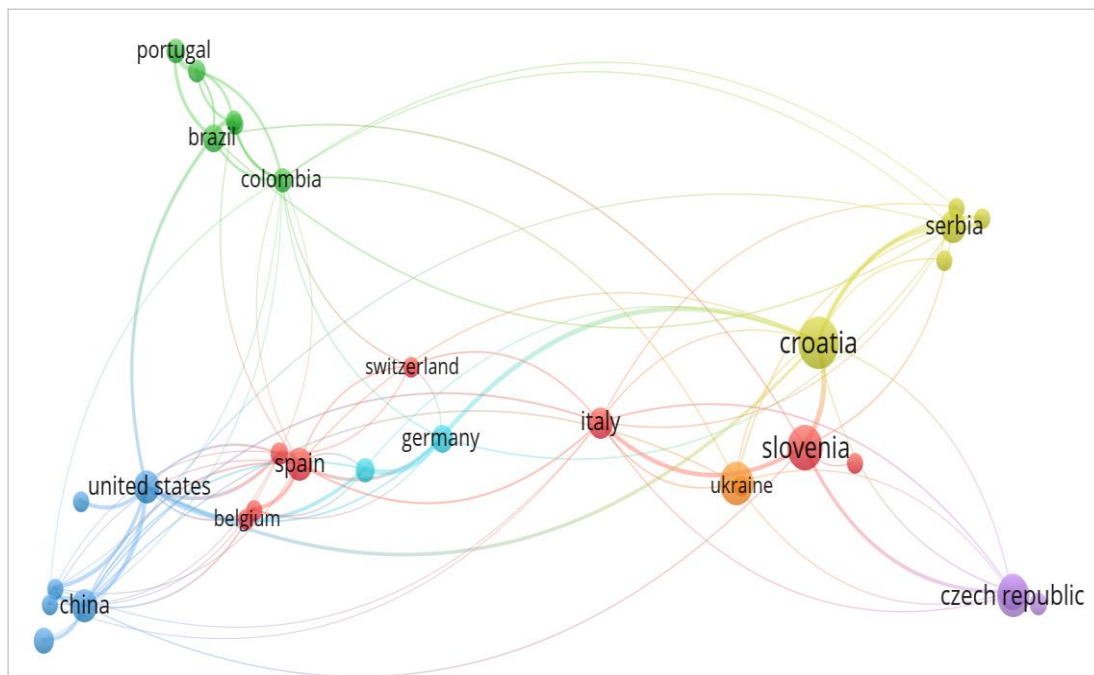 portugal
brazil
colombia
serbia
croatia
switzerland
italy
germany
slovenia
spain
ukraine
united states
belgium
czech republic
china